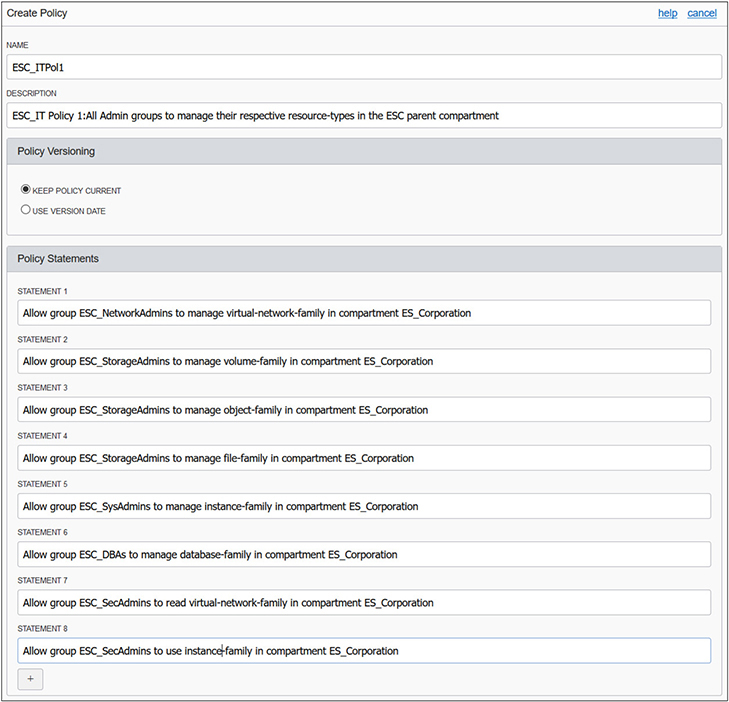 Create Policy help cancel
NAME
ESC_ITPol1
DESCRIPTION
ESC_IT Policy 1:All Admin groups to manage their respective resource-types in the ESC parent compartment
Policy Versioning
KEEP POLICY CURRENT
USE VERSION DATE
Policy Statements
STATEMENT 1
Allow group ESC_NetworkAdmins to manage virtual-network-family in compartment ES_Corporation
STATEMENT 2
Allow group ESC_StorageAdmins to manage volume-family in compartment ES_Corporation
STATEMENT 3
Allow group ESC_StorageAdmins to manage object-family in compartment ES_Corporation
STATEMENT 4
Allow group ESC_StorageAdmins to manage file-family in compartment ES_Corporation
STATEMENT 5
Allow group ESC_SysAdmins to manage instance-family in compartment ES_Corporation
STATEMENT 6
Allow group ESC_DBAs to manage database-family in compartment ES_Corporation
STATEMENT 7
Allow group ESC_SecAdmins to read virtual-network-family in compartment ES_Corporation
STATEMENT 8
Allow group ESC_SecAdmins to use instance-family in compartment ES_Corporation
+